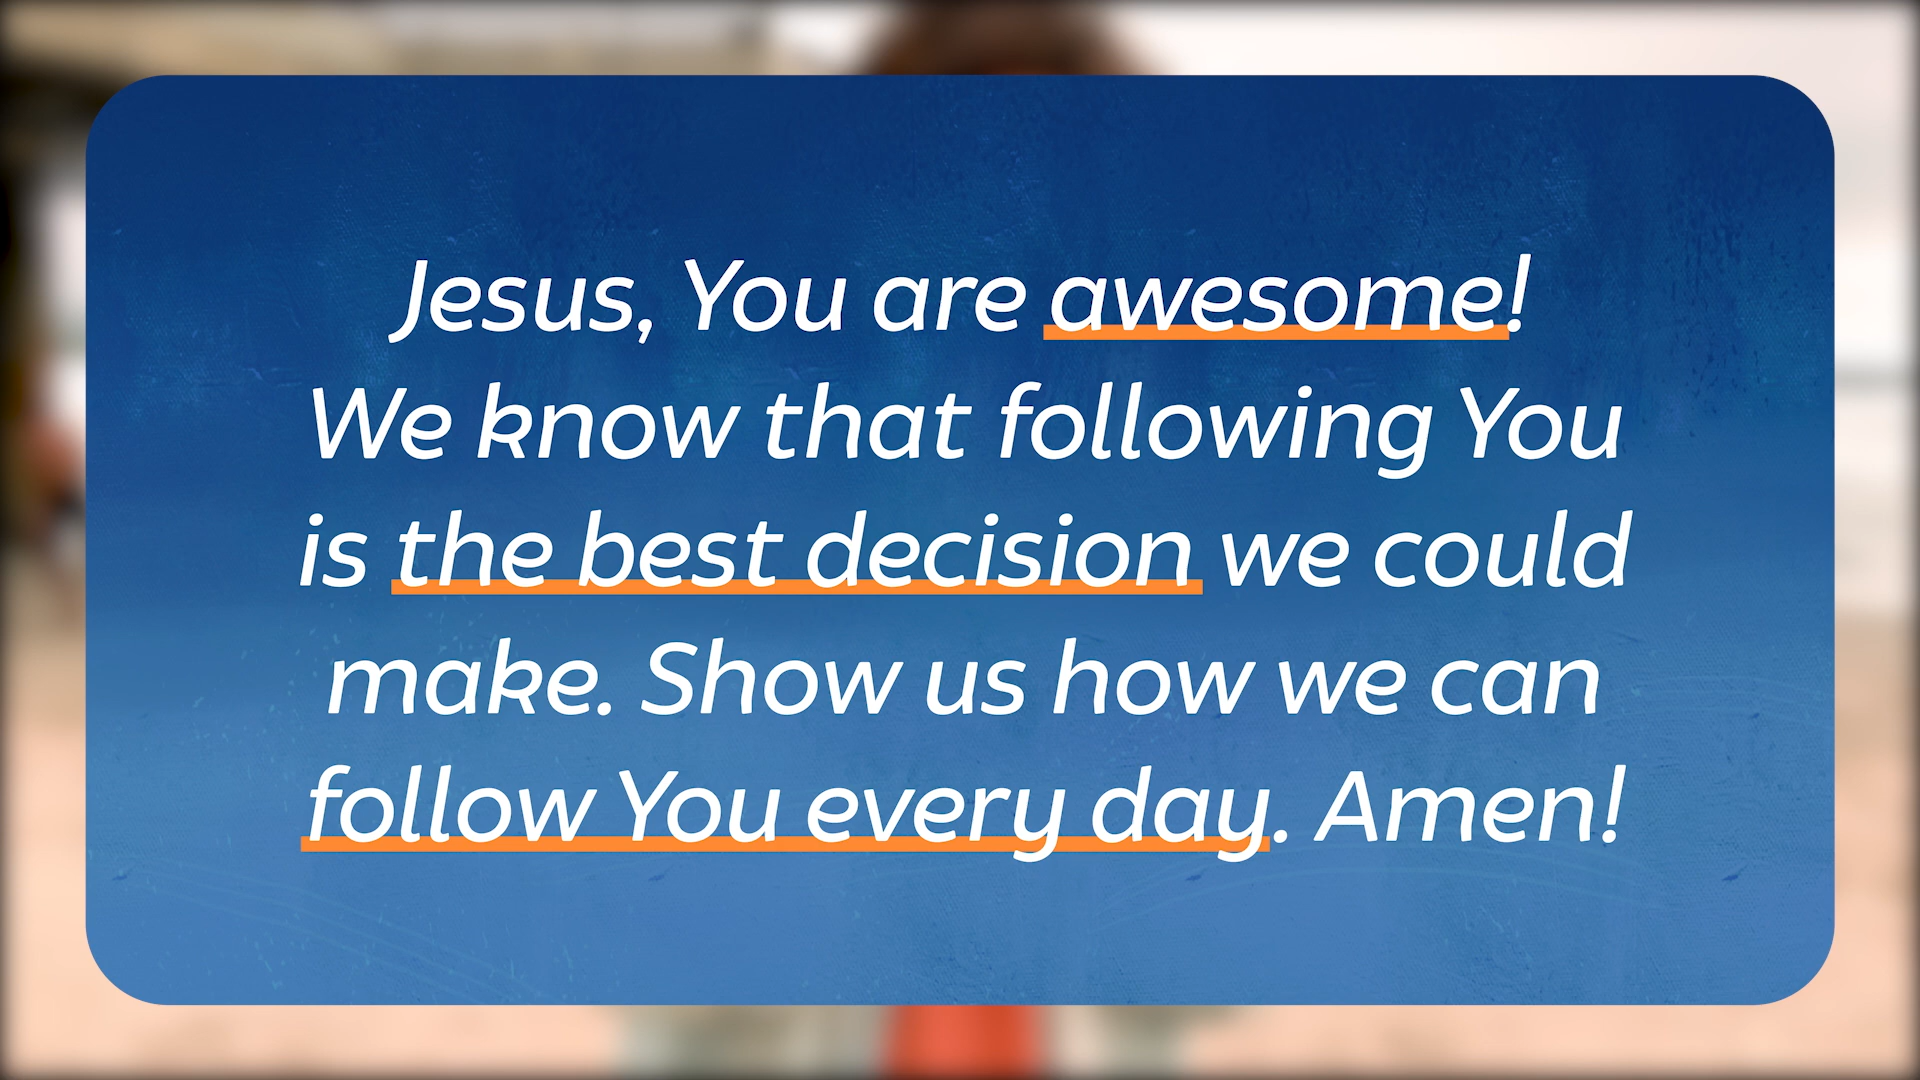 Jesus, You are awesome!
We know that following You
is the best decision we could
make. Show us how we can
follow You every day. Amen!